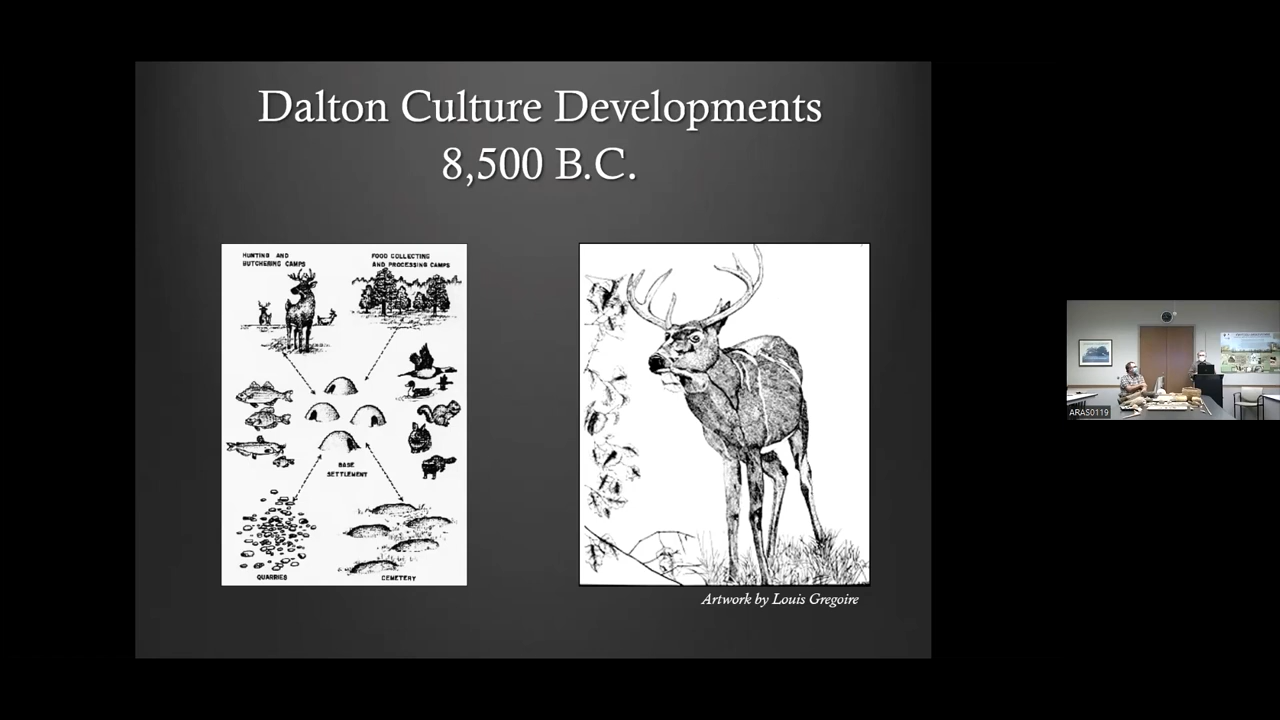 Dalton Culture Developments
8,500 B.C.
HUNTING AND
BUTCHERING CAMPS
FOOD COLLECTING
AND PROCESSING CAMPS
BASE
SETTLEMENT
QUARRIES
CEMETERY
Artwork by Louis Gregoire
ARAS0119